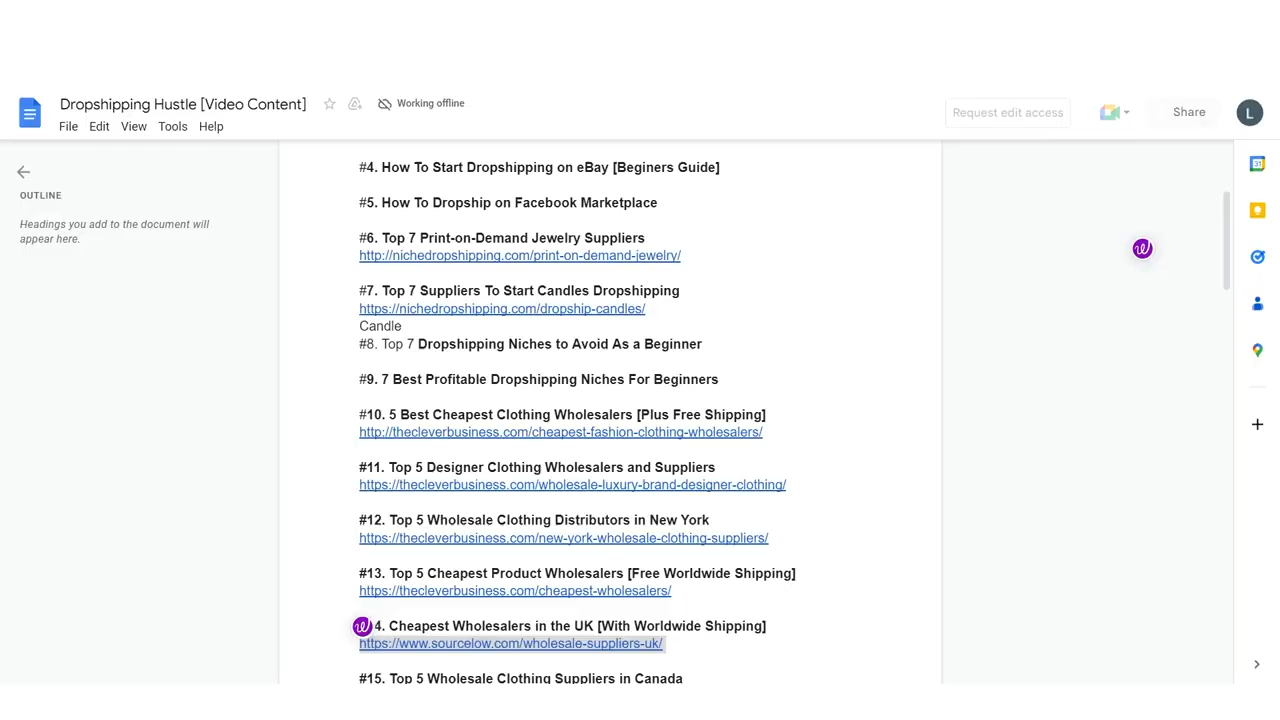 Dropshipping Hustle [Video Content]
Working offline
File Edit View Tools Help
Request edit access
Share
L
OUTLINE
Headings you add to the document will
appear here.
#4. How To Start Dropshipping on eBay [Beginers Guide]
#5. How To Dropship on Facebook Marketplace
#6. Top 7 Print-on-Demand Jewelry Suppliers
http://nichedropshipping.com/print-on-demand-jewelry/
#7. Top 7 Suppliers To Start Candles Dropshipping
https://nichedropshipping.com/dropship-candles/
Candle
#8. Top 7 Dropshipping Niches to Avoid As a Beginner
#9. 7 Best Profitable Dropshipping Niches For Beginners
#10. 5 Best Cheapest Clothing Wholesalers [Plus Free Shipping]
http://thecleverbusiness.com/cheapest-fashion-clothing-wholesalers/
#11. Top 5 Designer Clothing Wholesalers and Suppliers
https://thecleverbusiness.com/wholesale-luxury-brand-designer-clothing/
#12. Top 5 Wholesale Clothing Distributors in New York
https://thecleverbusiness.com/new-york-wholesale-clothing-suppliers/
#13. Top 5 Cheapest Product Wholesalers [Free Worldwide Shipping]
https://thecleverbusiness.com/cheapest-wholesalers/
4. Cheapest Wholesalers in the UK [With Worldwide Shipping]
https://www.sourcelow.com/wholesale-suppliers-uk/
#15. Top 5 Wholesale Clothing Suppliers in Canada
31